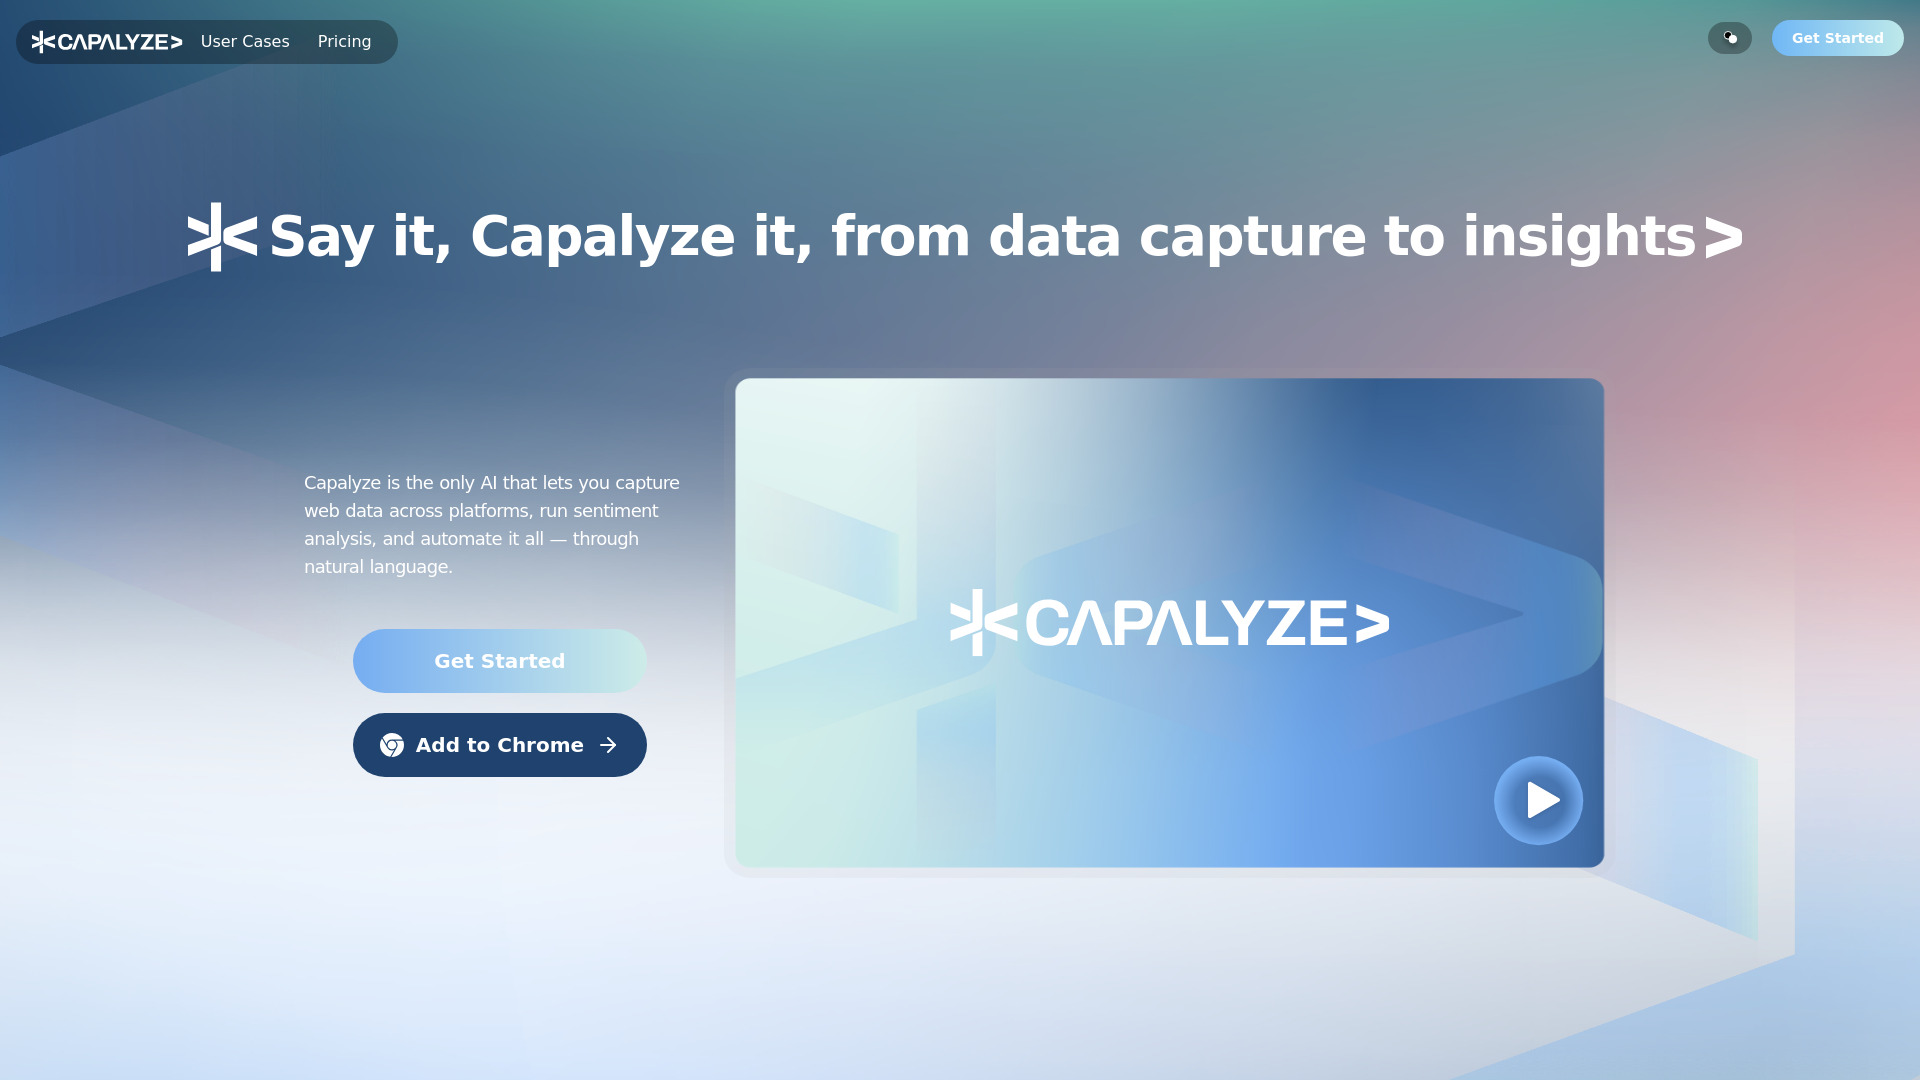 CAPALYZE
User Cases
Pricing
Get Started
Say it, Capalyze it, from data capture to insights
Capalyze is the only AI that lets you capture
web data across platforms, run sentiment
analysis, and automate it all — through
natural language.
Get Started
Add to Chrome
CAPALYZE